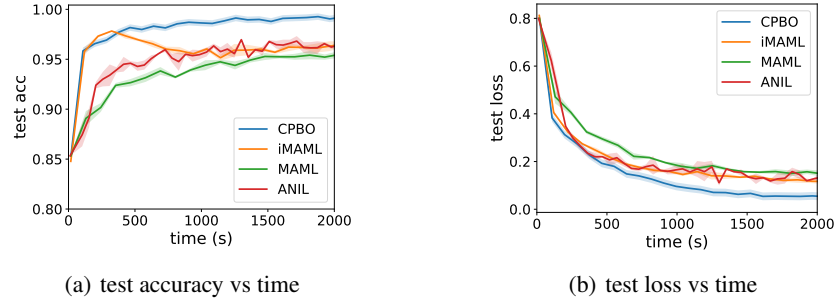 1.00
0.95
0.90
0.85
0.80
test acc
0 500 1000 1500 2000
time (s)
CPBO
iMAML
MAML
ANIL
(a) test accuracy vs time
0.8
0.6
0.4
0.2
0.0
test loss
0 500 1000 1500 2000
time (s)
CPBO
iMAML
MAML
ANIL
(b) test loss vs time